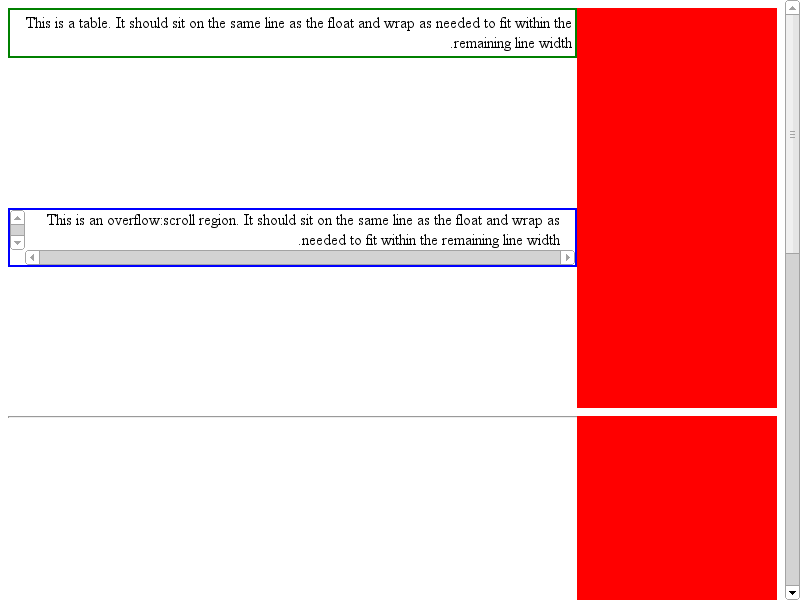 This is a table. It should sit on the same line as the float and wrap as needed to fit within the
.remaining line width
This is an overflow:scroll region. It should sit on the same line as the float and wrap as
.needed to fit within the remaining line width